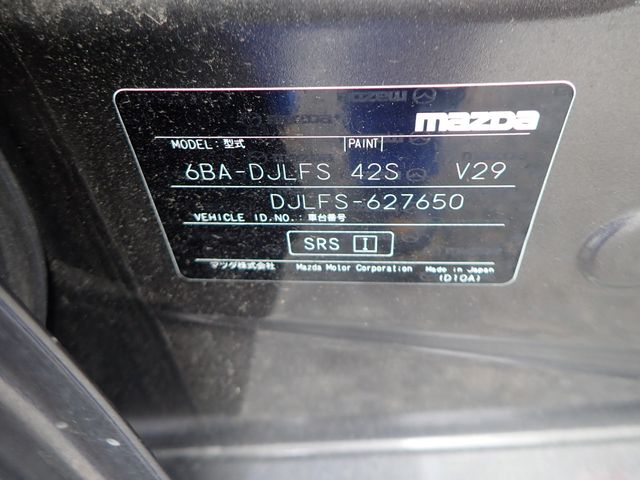 mazda
MODEL: 型式 PAINT
6BA-DJLFS 42S V29
DJLFS-627650
VEHICLE ID.NO.: 車台番号
SRS I
マツダ株式会社 Mazda Motor Corporation Made in Japan
(D10A)